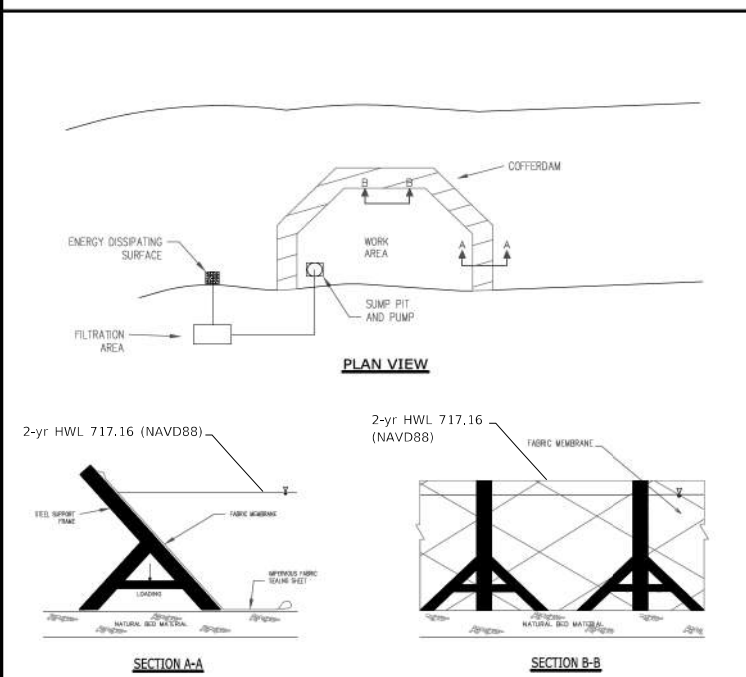 COFFERDAM
B B
ENERGY DISSIPATING
SURFACE
WORK
AREA
A A
SUMP PIT
AND PUMP
FILTRATION
AREA
PLAN VIEW
2-yr HWL 717.16 (NAVD88)
STEEL SUPPORT
FRAME
FABRIC MEMBRANE
IMPERVIOUS FABRIC
SEALING SHEET
LOADING
NATURAL BED MATERIAL
SECTION A-A
2-yr HWL 717.16
(NAVD88)
FABRIC MEMBRANE
NATURAL BED MATERIAL
SECTION B-B